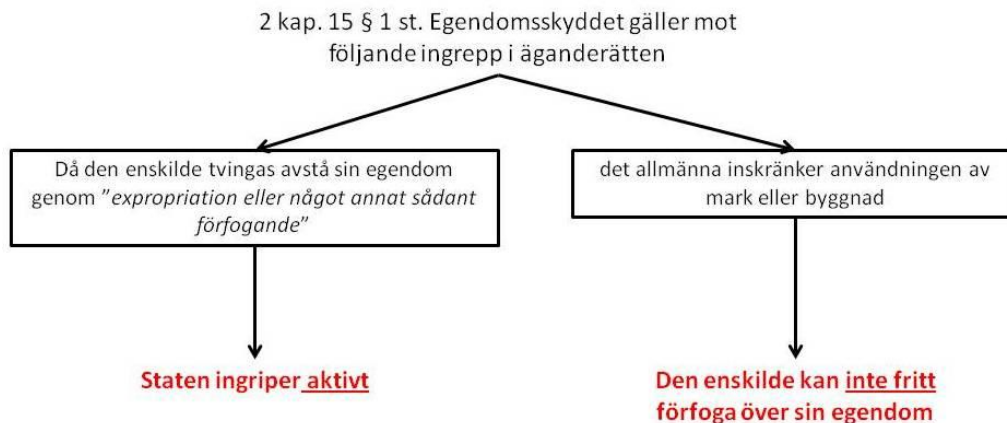 2 kap. 15 § 1 st. Egendomsskyddet gäller mot
följande ingrepp i äganderätten
Då den enskilde tvingas avstå sin egendom
genom ”expropriation eller något annat sådant
förfogande”
det allmänna inskränker användningen av
mark eller byggnad
Staten ingriper aktivt
Den enskilde kan inte fritt
förfoga över sin egendom